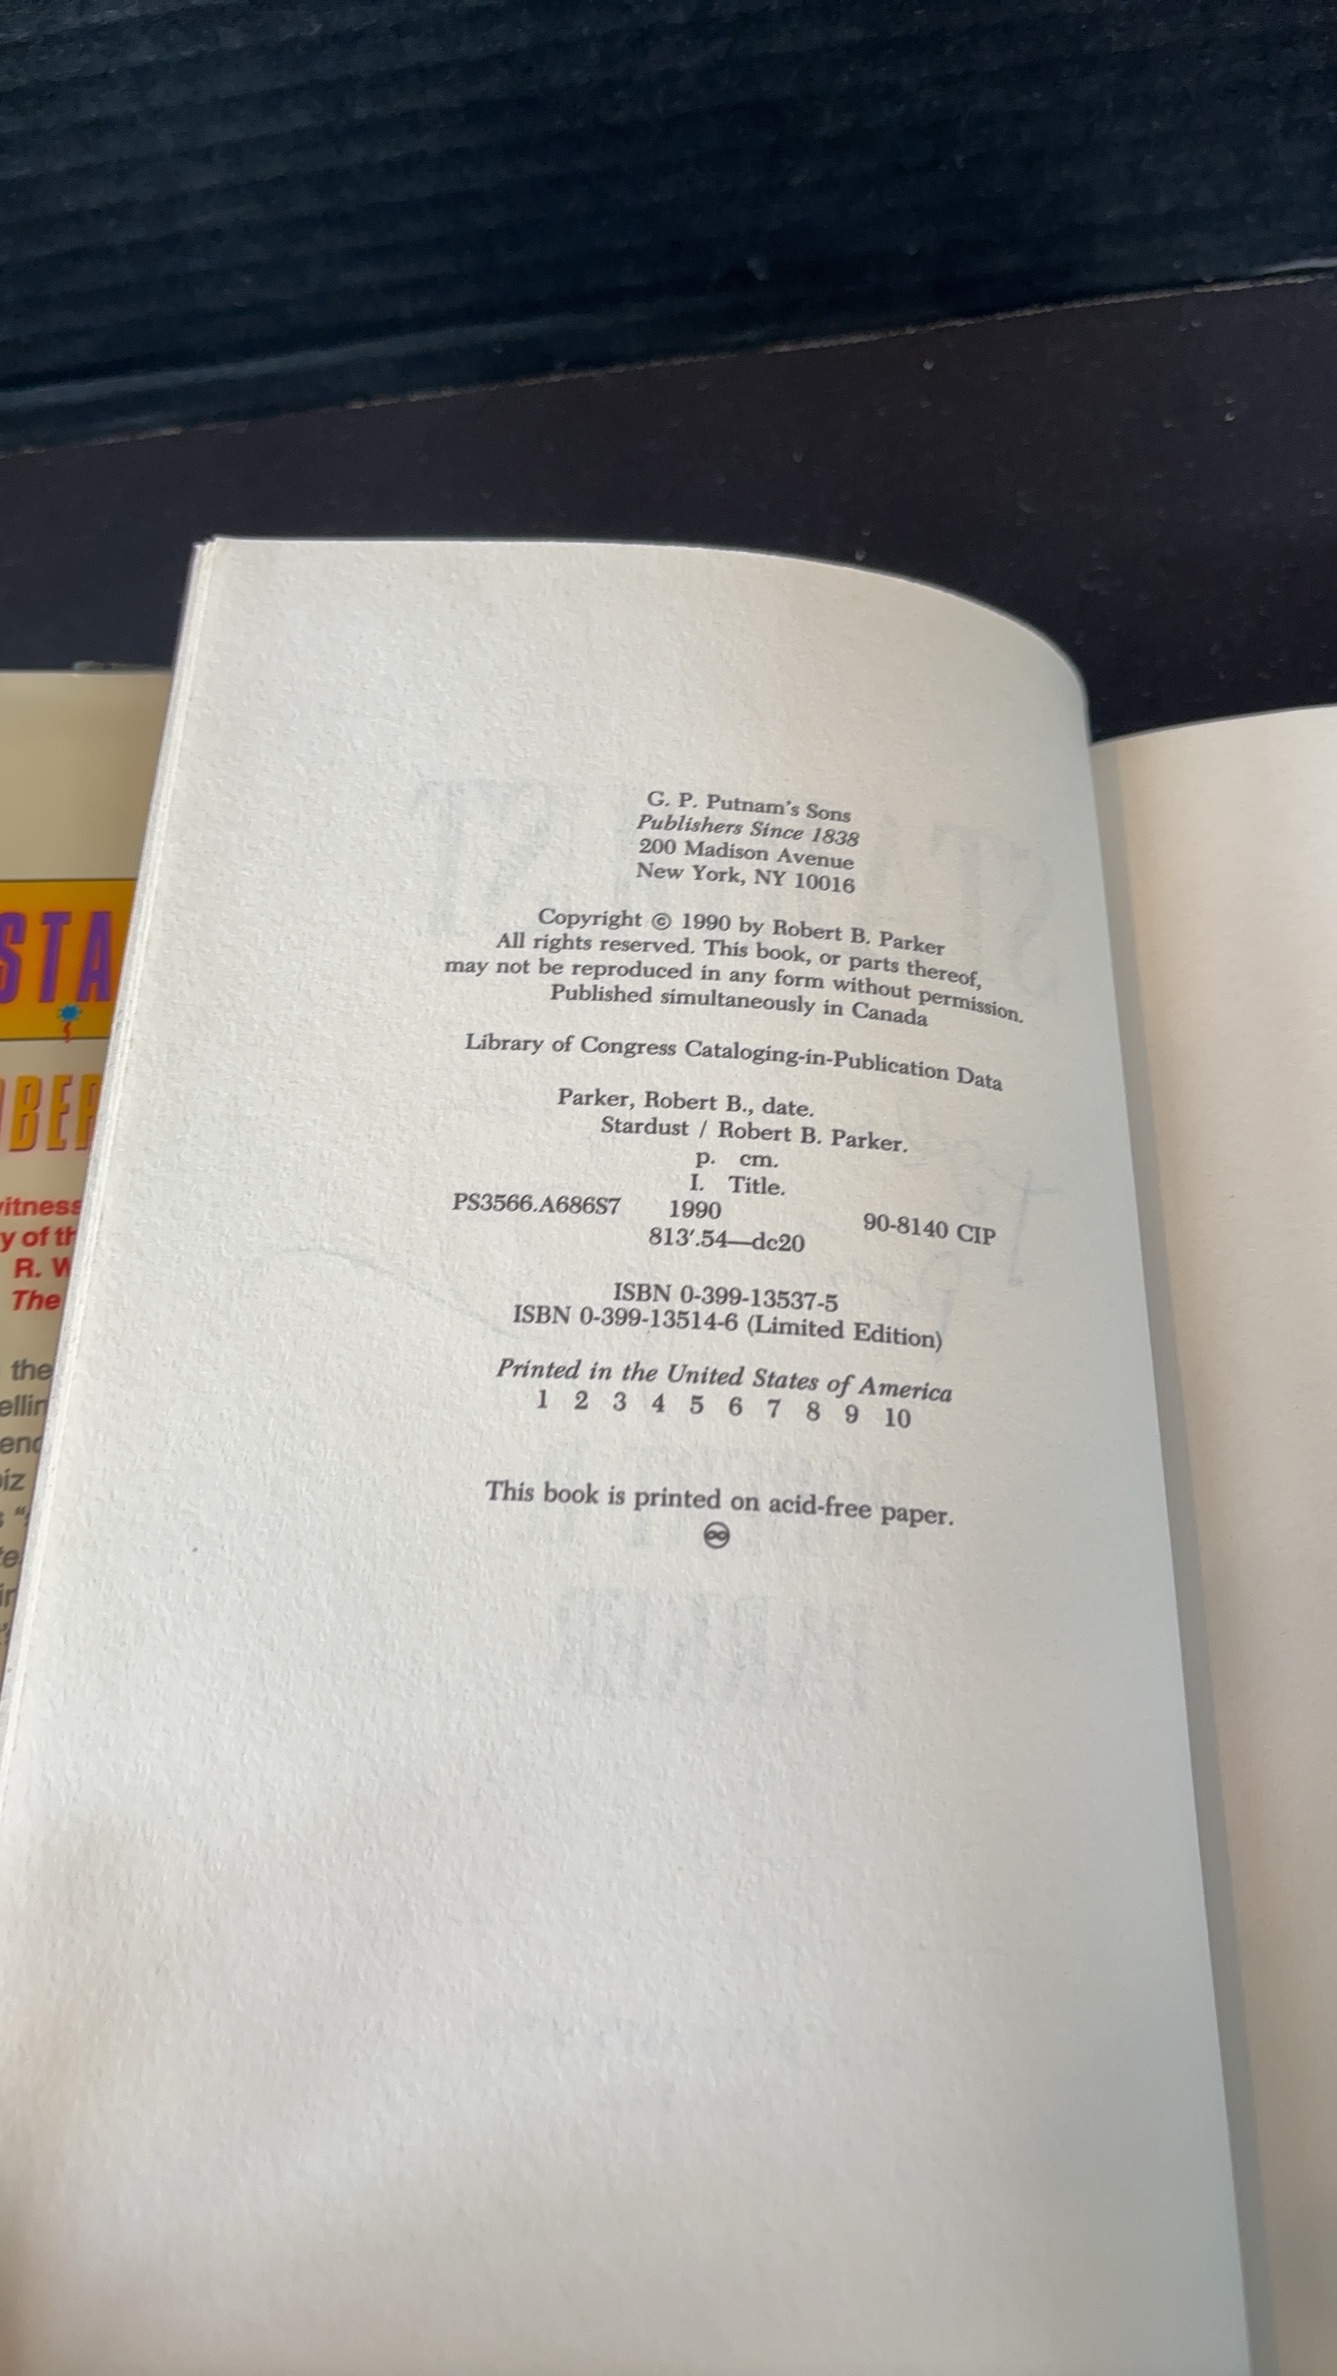 G. P. Putnam's Sons
Publishers Since 1838
200 Madison Avenue
New York, NY 10016
Copyright © 1990 by Robert B. Parker
All rights reserved. This book, or parts thereof,
may not be reproduced in any form without permission.
Published simultaneously in Canada
Library of Congress Cataloging-in-Publication Data
Parker, Robert B., date.
Stardust / Robert B. Parker.
p. cm.
I. Title.
PS3566.A686S7 1990 90-8140 CIP
813'.54—dc20
ISBN 0-399-13537-5
ISBN 0-399-13514-6 (Limited Edition)
Printed in the United States of America
1 2 3 4 5 6 7 8 9 10
This book is printed on acid-free paper.
♾
STA
BER
itness
y of th
R. W
The
the
ellin
end
iz